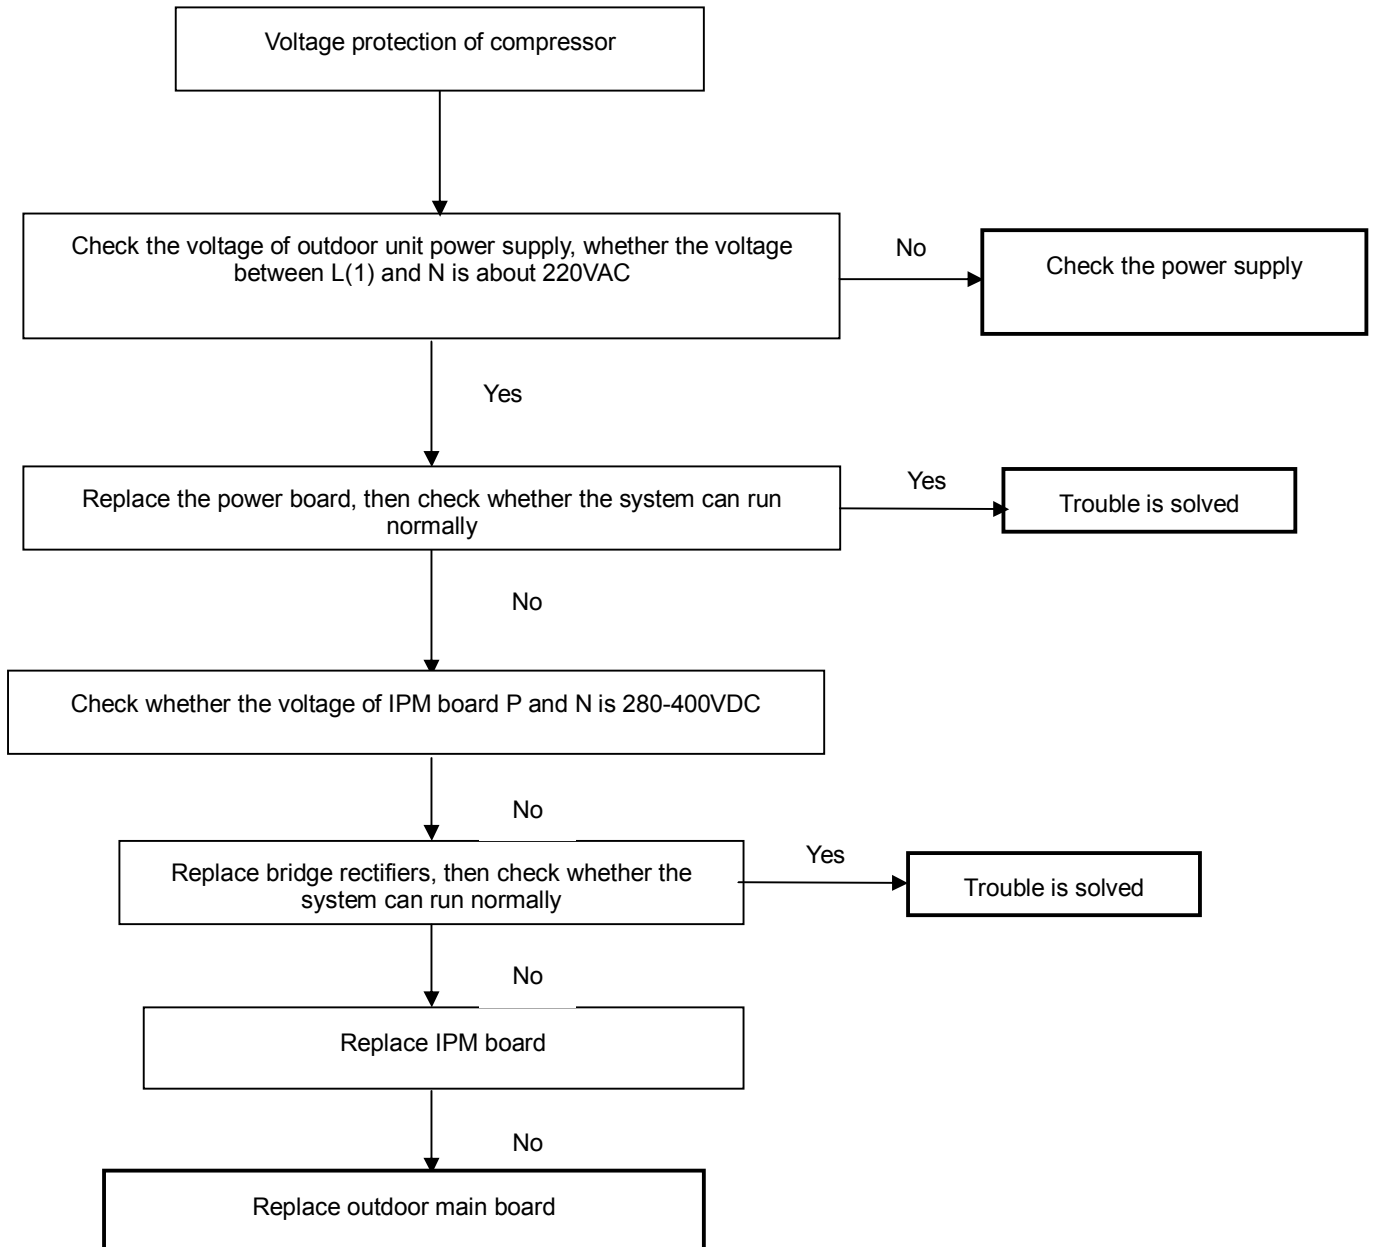 Voltage protection of compressor
Check the voltage of outdoor unit power supply, whether the voltage
between L(1) and N is about 220VAC
No
Check the power supply
Yes
Replace the power board, then check whether the system can run
normally
Yes
Trouble is solved
No
Check whether the voltage of IPM board P and N is 280-400VDC
No
Replace bridge rectifiers, then check whether the
system can run normally
Yes
Trouble is solved
No
Replace IPM board
No
Replace outdoor main board